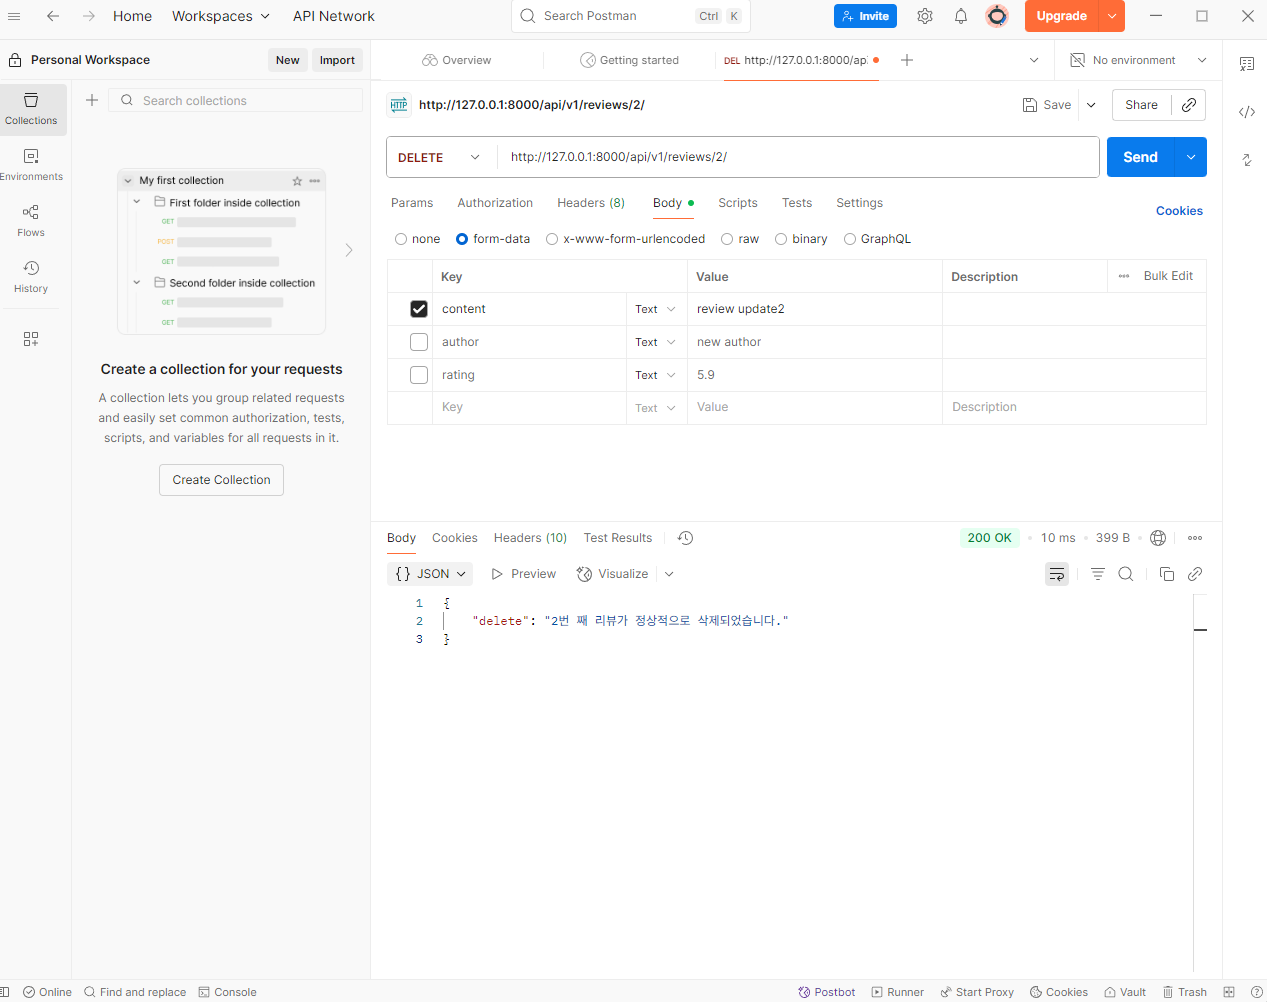 Home Workspaces API Network Search Postman Ctrl K Invite Upgrade
Personal Workspace New Import Overview Getting started DEL http://127.0.0.1:8000/ap No environment
Collections
Search collections
http://127.0.0.1:8000/api/v1/reviews/2/ Save Share
Environments
DELETE http://127.0.0.1:8000/api/v1/reviews/2/ Send
Flows
History
My first collection
First folder inside collection
GET
POST
GET
Second folder inside collection
GET
GET
Create a collection for your requests
A collection lets you group related requests
and easily set common authorization, tests,
scripts, and variables for all requests in it.
Create Collection
Params Authorization Headers (8) Body Scripts Tests Settings Cookies
none form-data x-www-form-urlencoded raw binary GraphQL
Key Value Description Bulk Edit
content Text review update2
author Text new author
rating Text 5.9
Key Text Value Description
Body Cookies Headers (10) Test Results 200 OK 10 ms 399 B
{} JSON Preview Visualize
1 {
2 "delete": "2번 째 리뷰가 정상적으로 삭제되었습니다."
3 }
Online Find and replace Console Postbot Runner Start Proxy Cookies Vault Trash